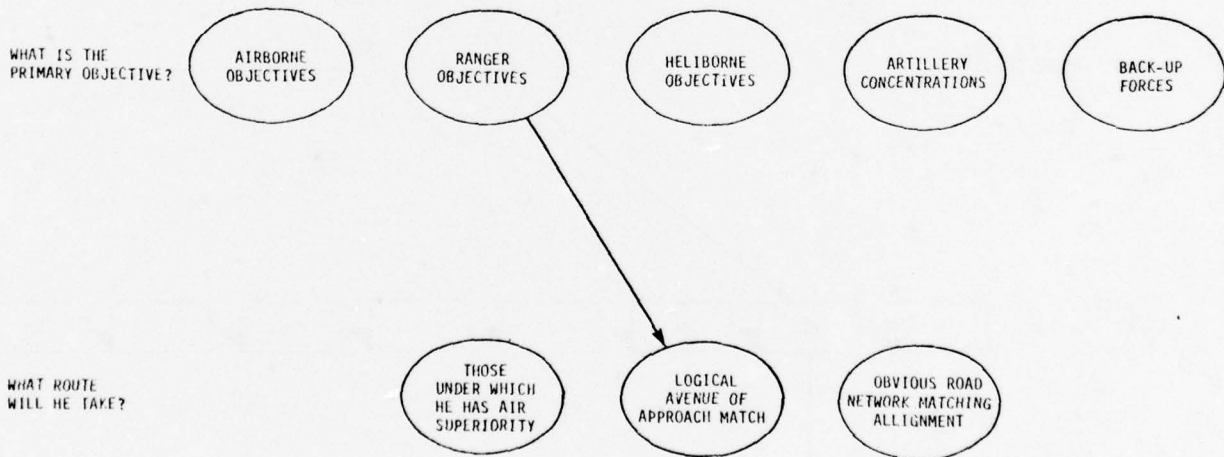 WHAT IS THE
PRIMARY OBJECTIVE?
AIRBORNE
OBJECTIVES
RANGER
OBJECTIVES
HELIBORNE
OBJECTIVES
ARTILLERY
CONCENTRATIONS
BACK-UP
FORCES
WHAT ROUTE
WILL HE TAKE?
THOSE
UNDER WHICH
HE HAS AIR
SUPERIORITY
LOGICAL
AVENUE OF
APPROACH MATCH
OBVIOUS ROAD
NETWORK MATCHING
ALLIGNMENT